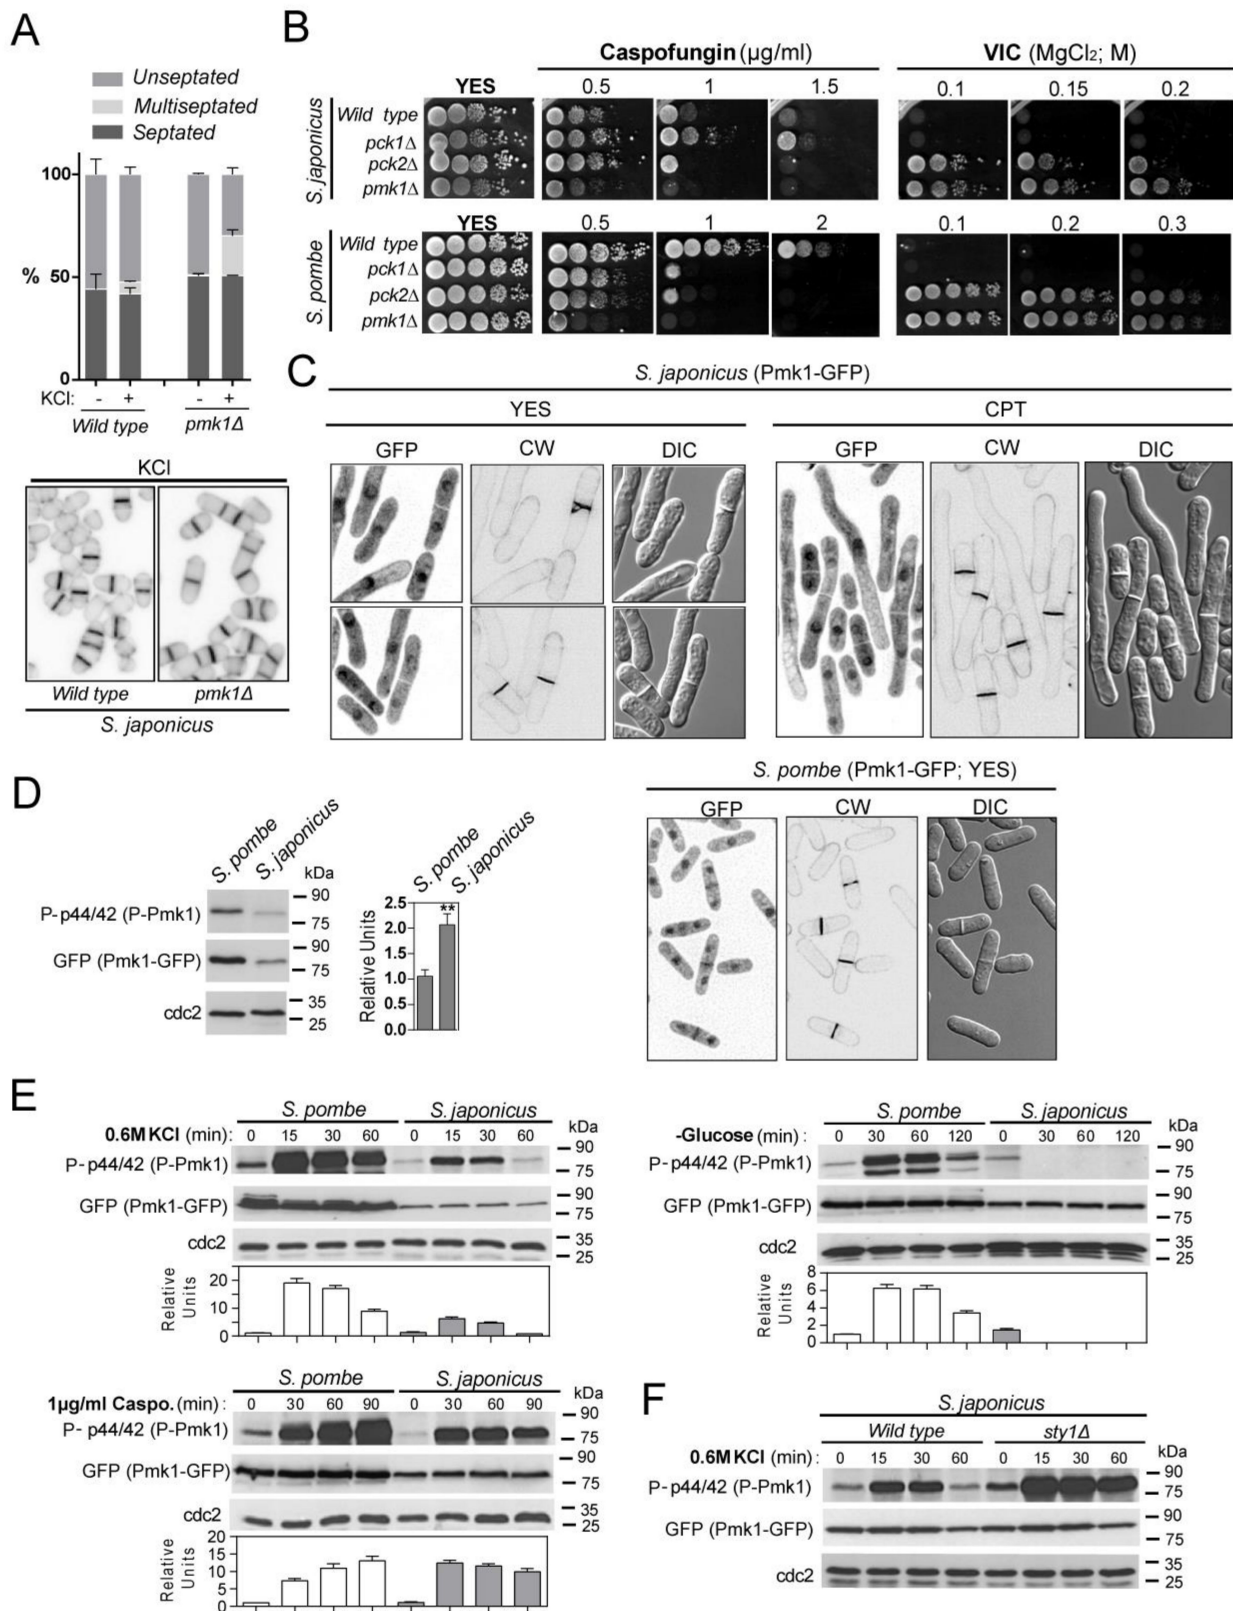 A
Unseptated
Multiseptated
Septated
100
50
0
%
KCl: - + - +
Wild type pmk1Δ
KCl
Wild type pmk1Δ
S. japonicus
B
Caspofungin (µg/ml) VIC (MgCl₂; M)
YES 0.5 1 1.5 0.1 0.15 0.2
S. japonicus
Wild type
pck1Δ
pck2Δ
pmk1Δ
YES 0.5 1 2 0.1 0.2 0.3
S. pombe
Wild type
pck1Δ
pck2Δ
pmk1Δ
C
S. japonicus (Pmk1-GFP)
YES CPT
GFP CW DIC GFP CW DIC
S. pombe (Pmk1-GFP; YES)
GFP CW DIC
D
S. pombe S. japonicus
kDa
P-p44/42 (P-Pmk1) 90
75
GFP (Pmk1-GFP) 90
75
cdc2 35
25
S. pombe S. japonicus
Relative Units
2.5
2.0
1.5
1.0
0.5
0.0
**
E
S. pombe S. japonicus
0.6M KCl (min): 0 15 30 60 0 15 30 60 kDa
P-p44/42 (P-Pmk1) 90
75
GFP (Pmk1-GFP) 90
75
cdc2 35
25
Relative
Units
20
10
0
S. pombe S. japonicus
-Glucose (min) : 0 30 60 120 0 30 60 120 kDa
P-p44/42 (P-Pmk1) 90
75
GFP (Pmk1-GFP) 90
75
cdc2 35
25
Relative
Units
8
6
4
2
0
S. pombe S. japonicus
1µg/ml Caspo. (min): 0 30 60 90 0 30 60 90 kDa
P- p44/42 (P-Pmk1) 90
75
GFP (Pmk1-GFP) 90
75
cdc2 35
25
Relative
Units
20
15
10
5
0
F
S. japonicus
Wild type sty1Δ
0.6M KCl (min) : 0 15 30 60 0 15 30 60 kDa
P-p44/42 (P-Pmk1) 90
75
GFP (Pmk1-GFP) 90
75
cdc2 35
25